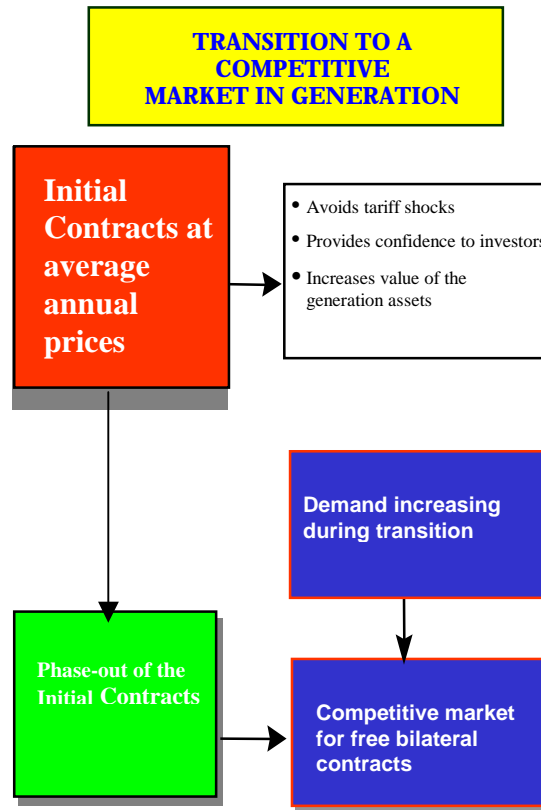 TRANSITION TO A
COMPETITIVE
MARKET IN GENERATION
Initial
Contracts at
average
annual
prices
• Avoids tariff shocks
• Provides confidence to investors
• Increases value of the
generation assets
Demand increasing
during transition
Phase-out of the
Initial Contracts
Competitive market
for free bilateral
contracts